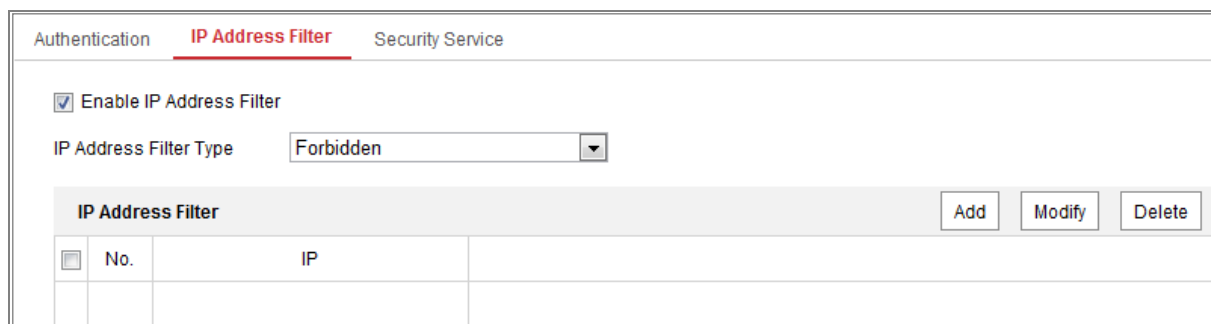 Authentication IP Address Filter Security Service
Enable IP Address Filter
IP Address Filter Type Forbidden
IP Address Filter Add Modify Delete
No. IP